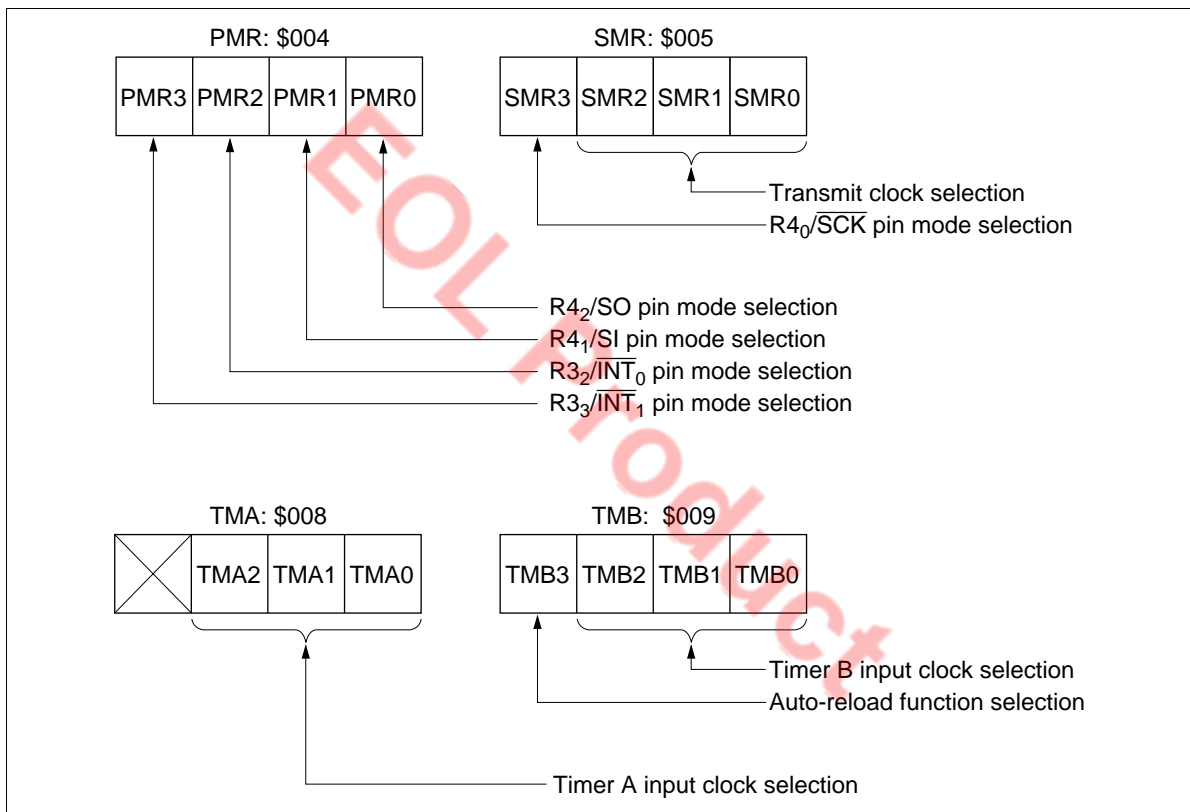 PMR: $004
PMR3 PMR2 PMR1 PMR0
SMR: $005
SMR3 SMR2 SMR1 SMR0
Transmit clock selection
R4₀/S̅C̅K̅ pin mode selection
R4₂/SO pin mode selection
R4₁/SI pin mode selection
R3₂/I̅N̅T̅₀ pin mode selection
R3₃/I̅N̅T̅₁ pin mode selection
TMA: $008
TMA2 TMA1 TMA0
TMB: $009
TMB3 TMB2 TMB1 TMB0
Timer B input clock selection
Auto-reload function selection
Timer A input clock selection
EOL Product